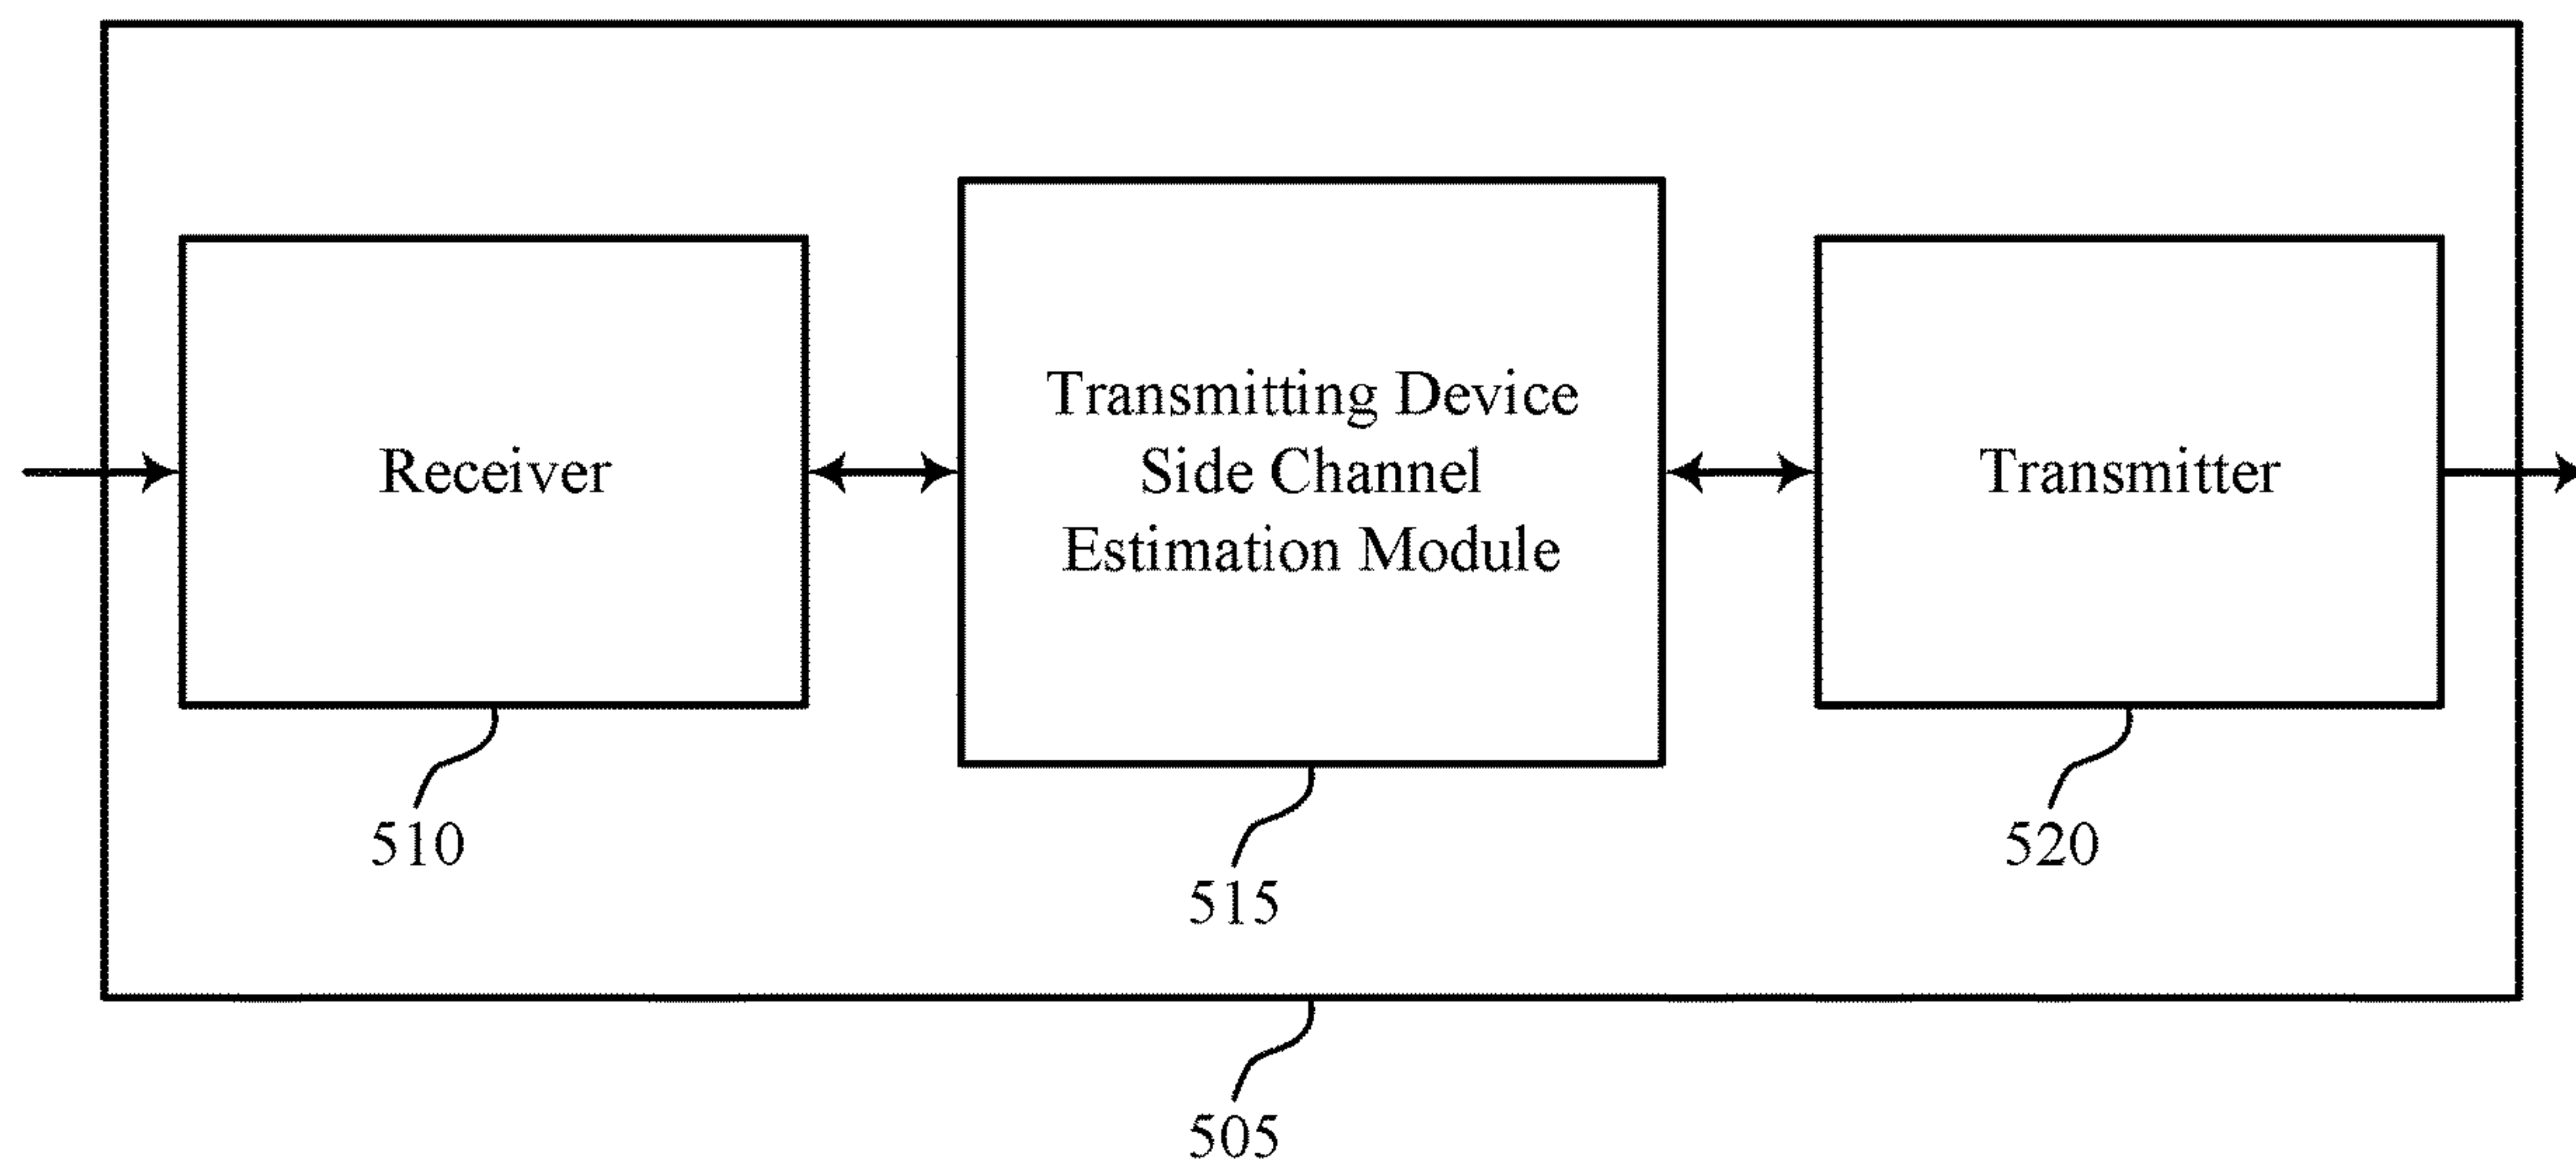 Receiver
Transmitting Device
Side Channel
Estimation Module
Transmitter
510
515
520
505